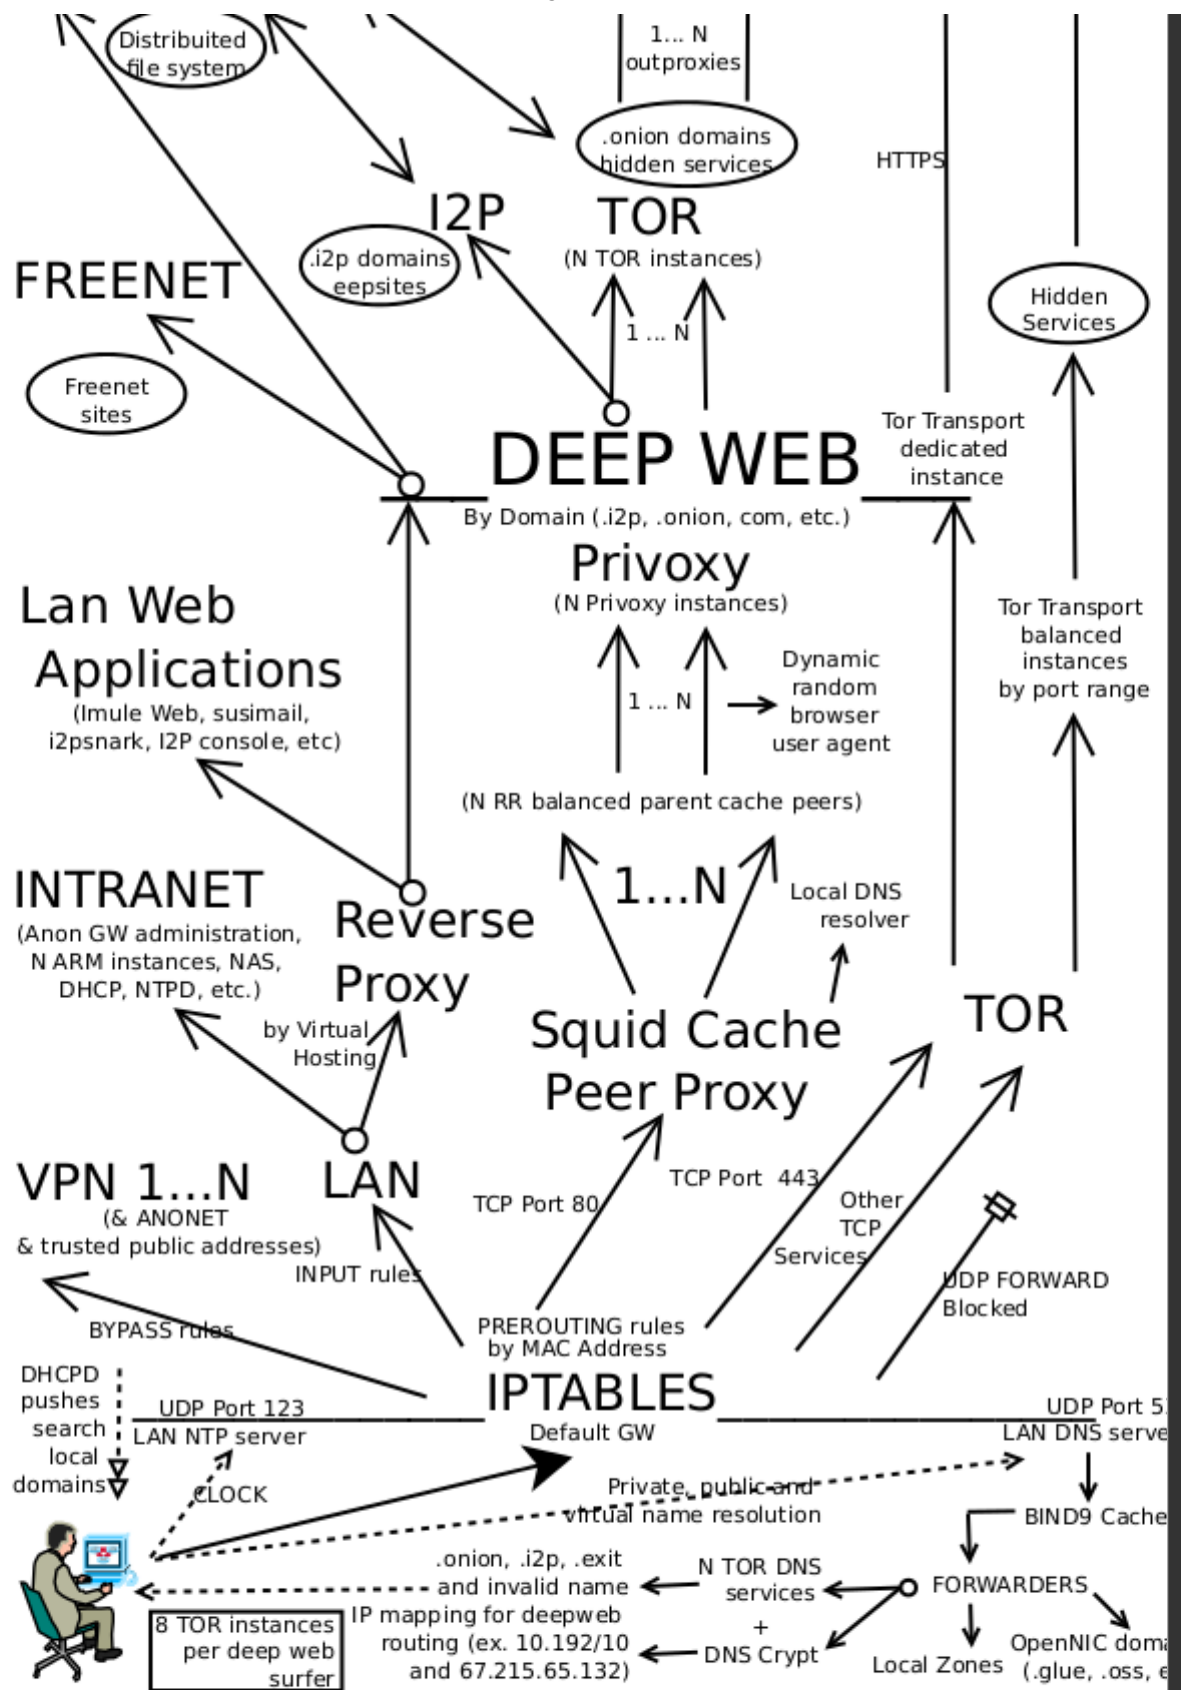 Distribuited
file system
1... N
outproxies
.onion domains
hidden services
HTTPS
I2P
TOR
(N TOR instances)
.i2p domains
eepsites
FREENET
Hidden
Services
1 ... N
Freenet
sites
Tor Transport
dedicated
instance
DEEP WEB
By Domain (.i2p, .onion, com, etc.)
Privoxy
(N Privoxy instances)
Lan Web
Applications
(Imule Web, susimail,
i2psnark, I2P console, etc)
Tor Transport
balanced
instances
by port range
1 ... N
Dynamic
random
browser
user agent
(N RR balanced parent cache peers)
1...N
Local DNS
resolver
INTRANET
(Anon GW administration,
N ARM instances, NAS,
DHCP, NTPD, etc.)
Reverse
Proxy
by Virtual
Hosting
Squid Cache
Peer Proxy
TOR
VPN 1...N
(& ANONET
& trusted public addresses)
LAN
INPUT rules
BYPASS rules
TCP Port 80
TCP Port 443
Other
TCP
Services
UDP FORWARD
Blocked
PREROUTING rules
by MAC Address
IPTABLES
Default GW
DHCPD
pushes
search
local
domains
UDP Port 123
LAN NTP server
CLOCK
UDP Port
LAN DNS
Private, public and
virtual name resolution
BIND9 Cache
.onion, .i2p, .exit
and invalid name
IP mapping for deepweb
routing (ex. 10.192/10
and 67.215.65.132)
N TOR DNS
services
+
DNS Crypt
FORWARDERS
Local Zones
OpenNIC
(.glue, .oss,
8 TOR instances
per deep web
surfer